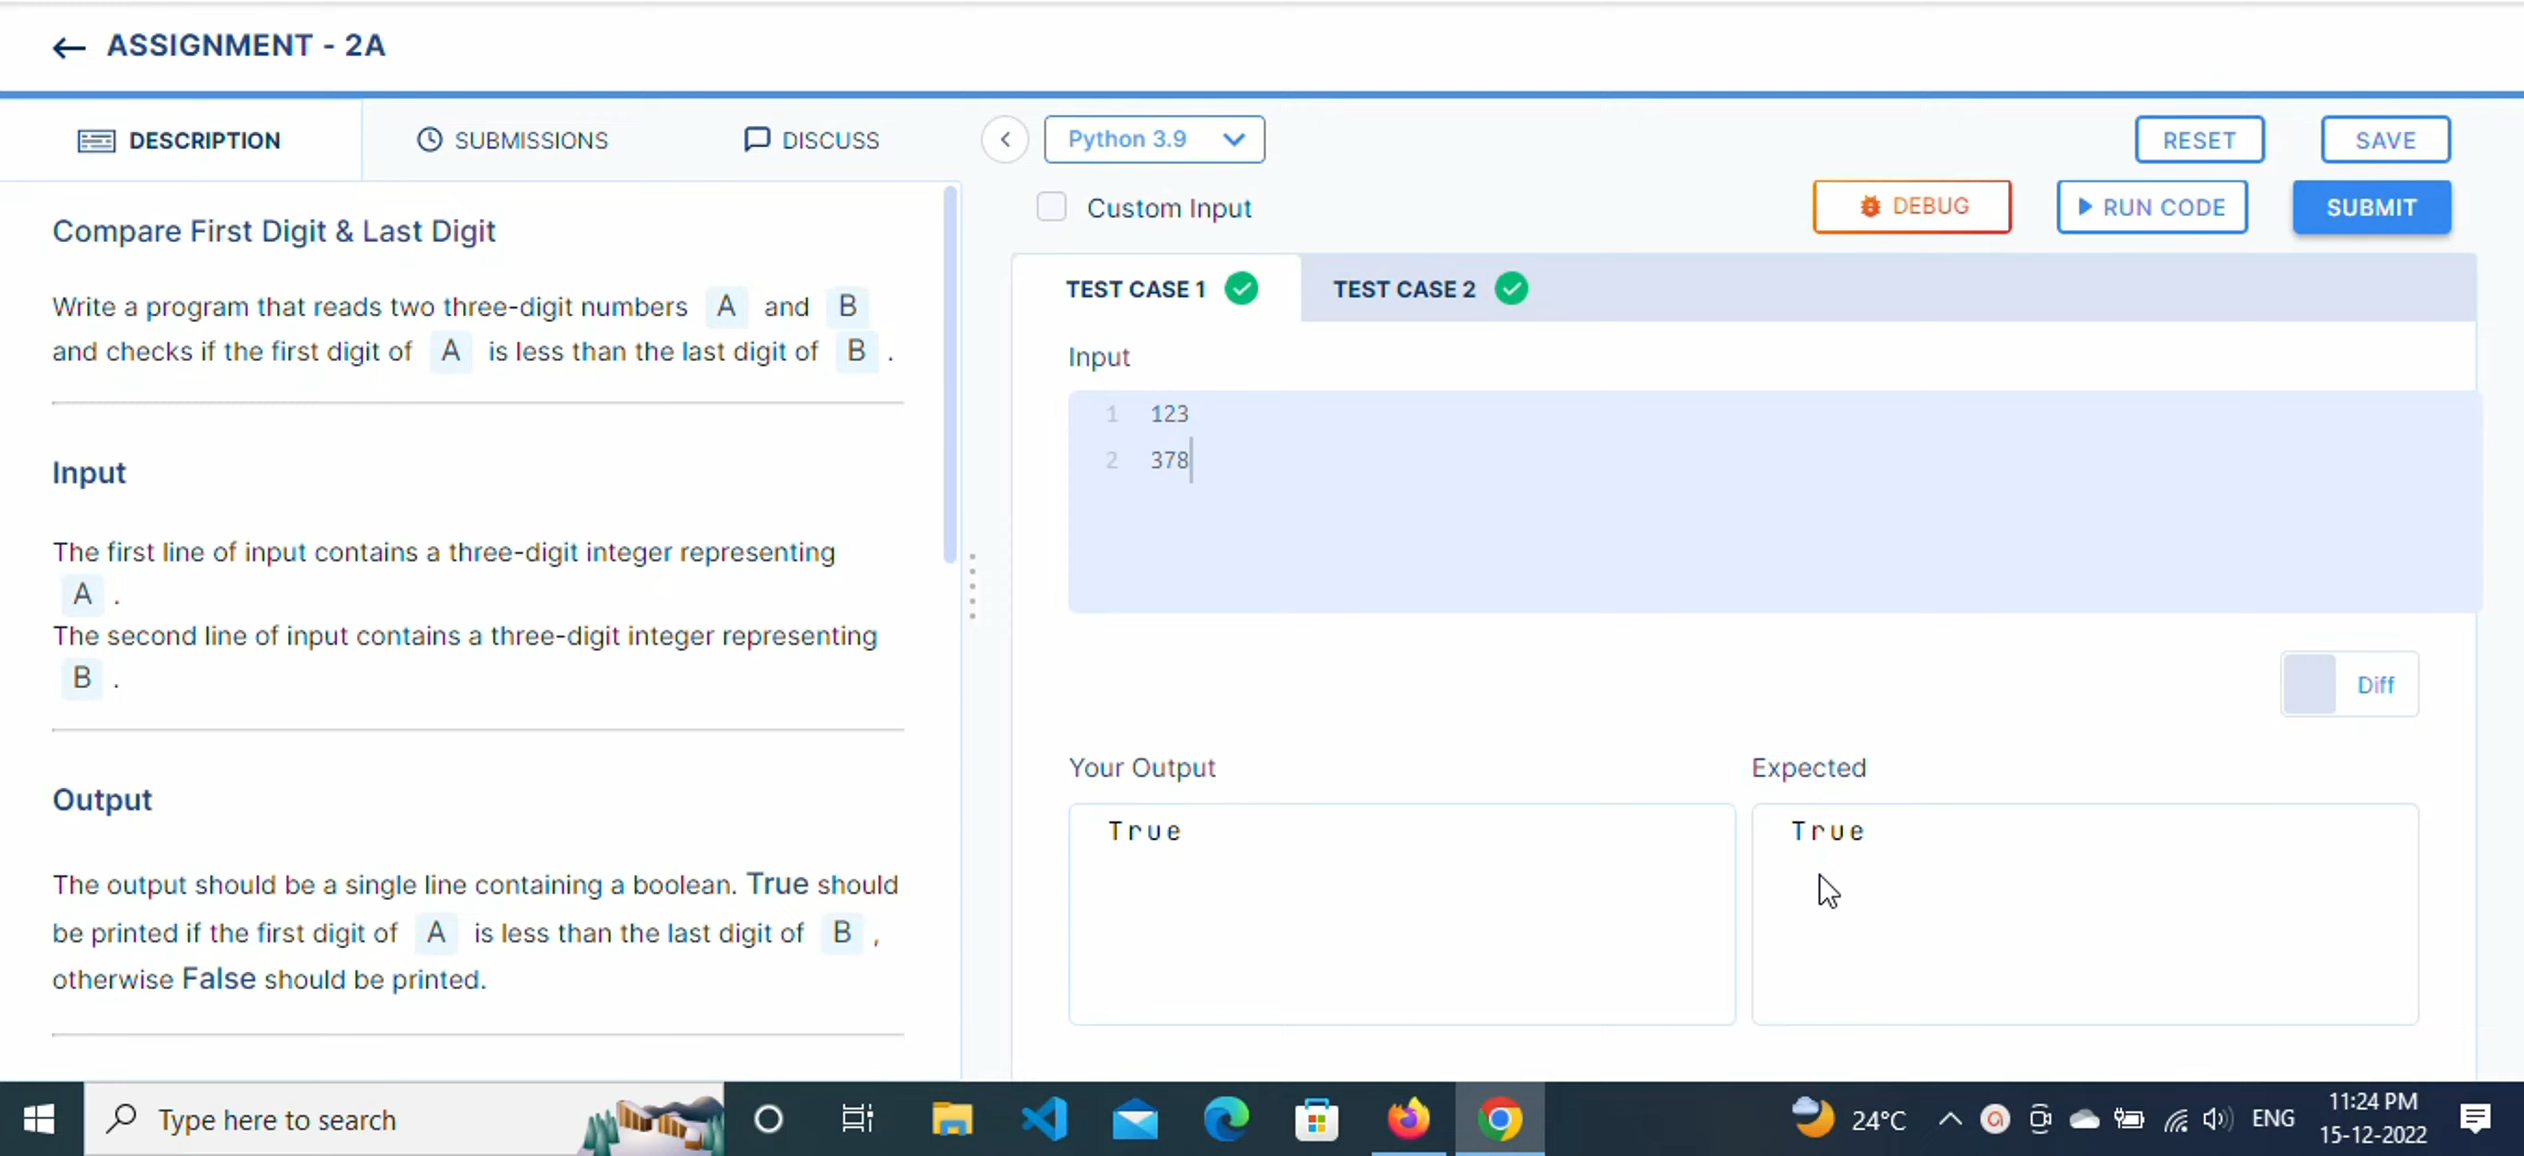 ASSIGNMENT - 2A
DESCRIPTION
SUBMISSIONS
DISCUSS
Python 3.9
RESET
SAVE
Custom Input
DEBUG
RUN CODE
SUBMIT
Compare First Digit & Last Digit
Write a program that reads two three-digit numbers A and B
and checks if the first digit of A is less than the last digit of B .
Input
The first line of input contains a three-digit integer representing
A .
The second line of input contains a three-digit integer representing
B .
Output
The output should be a single line containing a boolean. True should
be printed if the first digit of A is less than the last digit of B ,
otherwise False should be printed.
TEST CASE 1
TEST CASE 2
Input
1 123
2 378
Diff
Your Output
Expected
True
True
Type here to search
24°C
ENG
11:24 PM
15-12-2022